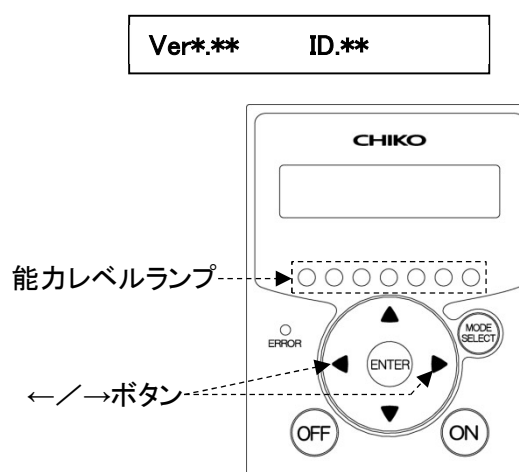 Ver*.** ID.**
CHIKO
能力レベルランプ
ERROR
MODE
SELECT
ENTER
←／→ボタン
OFF
ON